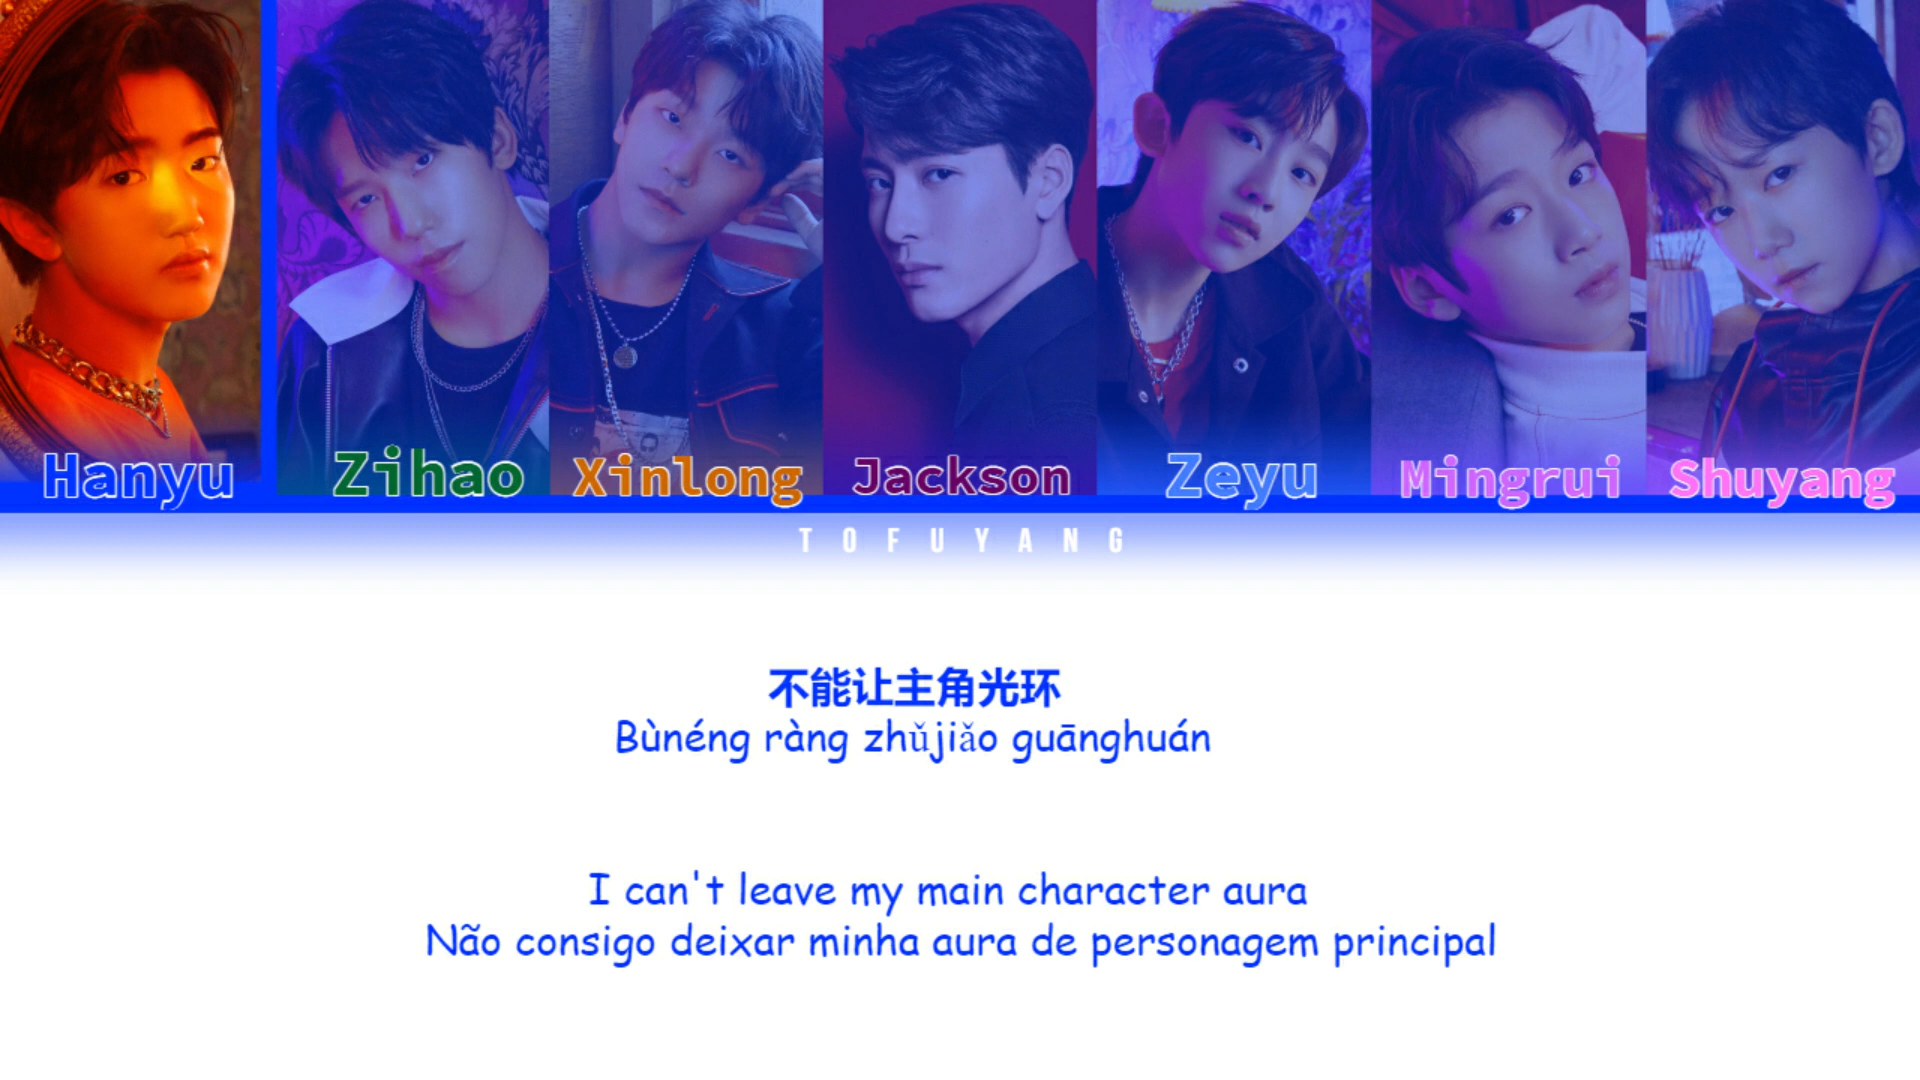 Hanyu Zihao Xinlong Jackson Zeyu Mingrui Shuyang
TOFUYANG
不能让主角光环
Bùnéng ràng zhǔjiǎo guānghuán
I can't leave my main character aura
Não consigo deixar minha aura de personagem principal